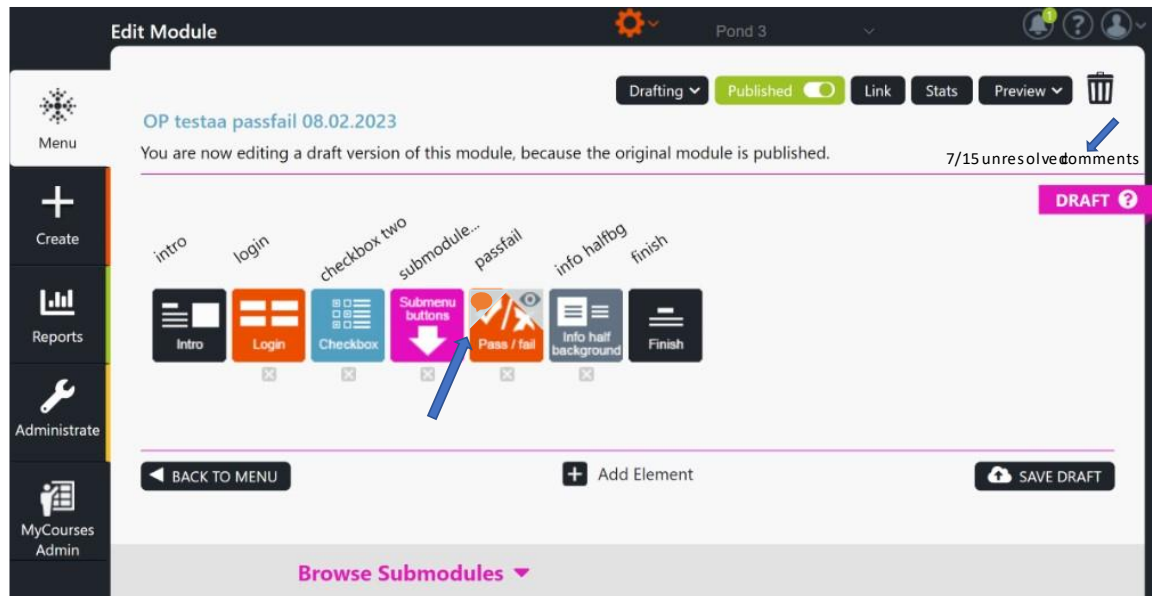 Edit Module
Pond 3
1
?
Menu
Create
Reports
Administrate
MyCourses
Admin
Drafting
Published
Link
Stats
Preview
OP testaa passfail 08.02.2023
You are now editing a draft version of this module, because the original module is published.
7/15 unresolved comments
DRAFT ?
intro
login
checkbox two
submodule...
passfail
info halfbg
finish
Intro
Login
Checkbox
Submenu
buttons
Pass / fail
Info half
background
Finish
BACK TO MENU
Add Element
SAVE DRAFT
Browse Submodules